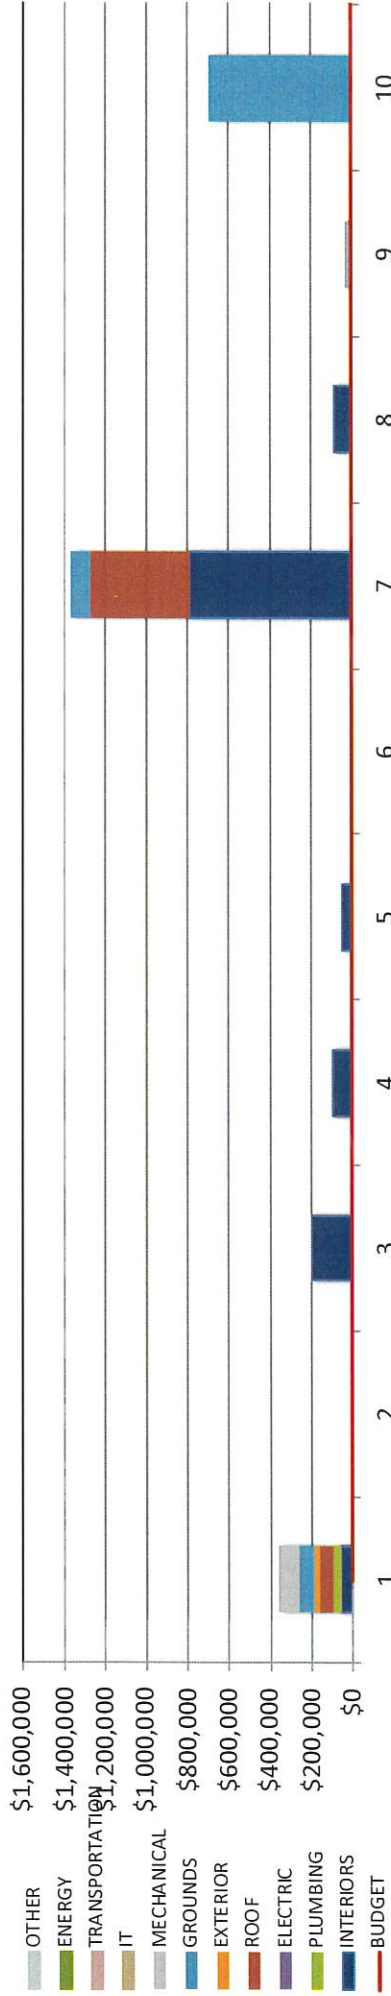 OTHER
ENERGY
TRANSPORTATION
IT
MECHANICAL
GROUNDS
EXTERIOR
ROOF
ELECTRIC
PLUMBING
INTERIORS
BUDGET
$1,600,000
$1,400,000
$1,200,000
$1,000,000
$800,000
$600,000
$400,000
$200,000
$0
1 2 3 4 5 6 7 8 9 10